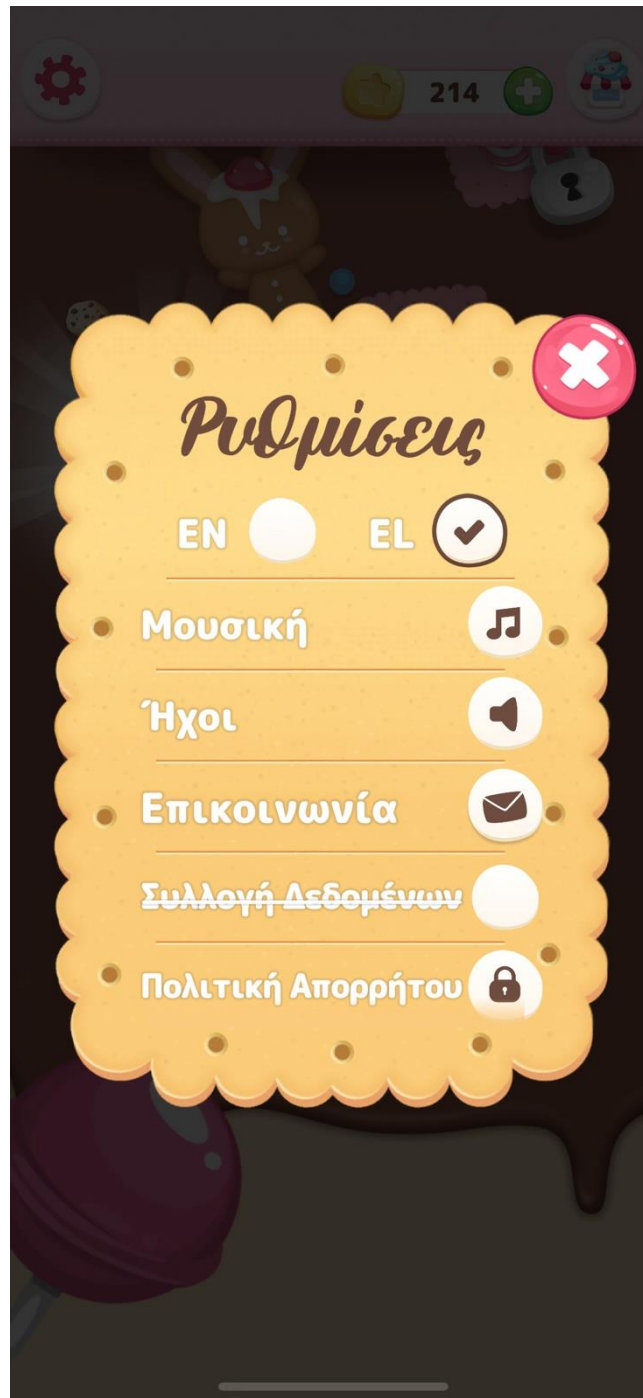 214
Ρυθμίσεις
EN EL
Μουσική
Ήχοι
Επικοινωνία
Συλλογή Δεδομένων
Πολιτική Απορρήτου